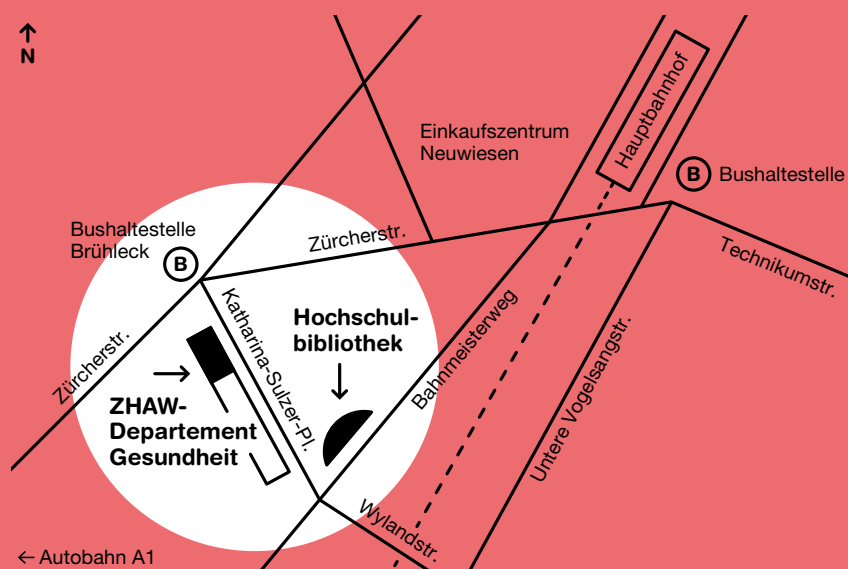 N
Einkaufszentrum
Neuwiesen
Hauptbahnhof
B
Bushaltestelle
Bushaltestelle
Brühleck
B
Zürcherstr.
Technikumstr.
Zürcherstr.
Katharina-Sulzer-Pl.
Hochschul-
bibliothek
Bahnmeisterweg
Untere Vogelsangstr.
ZHAW-
Departement
Gesundheit
Wylandstr.
← Autobahn A1